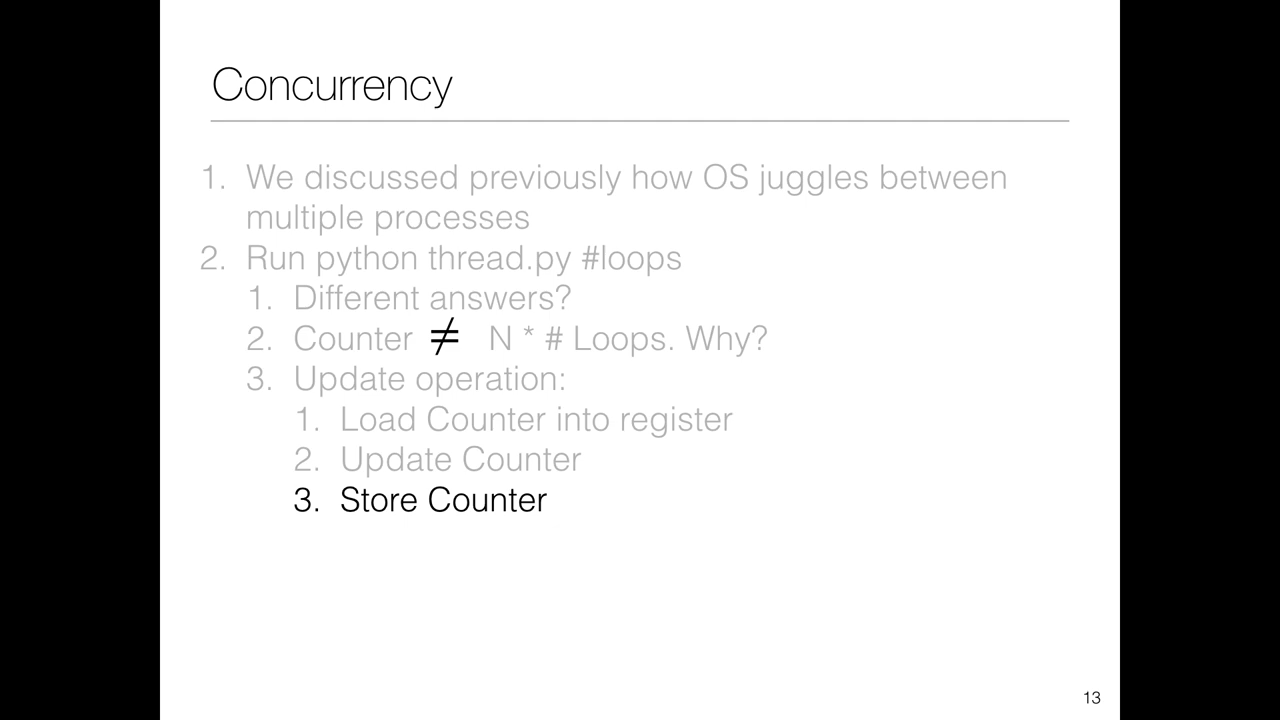 Concurrency
1. We discussed previously how OS juggles between
multiple processes
2. Run python thread.py #loops
1. Different answers?
2. Counter ≠ N * # Loops. Why?
3. Update operation:
1. Load Counter into register
2. Update Counter
3. Store Counter
13